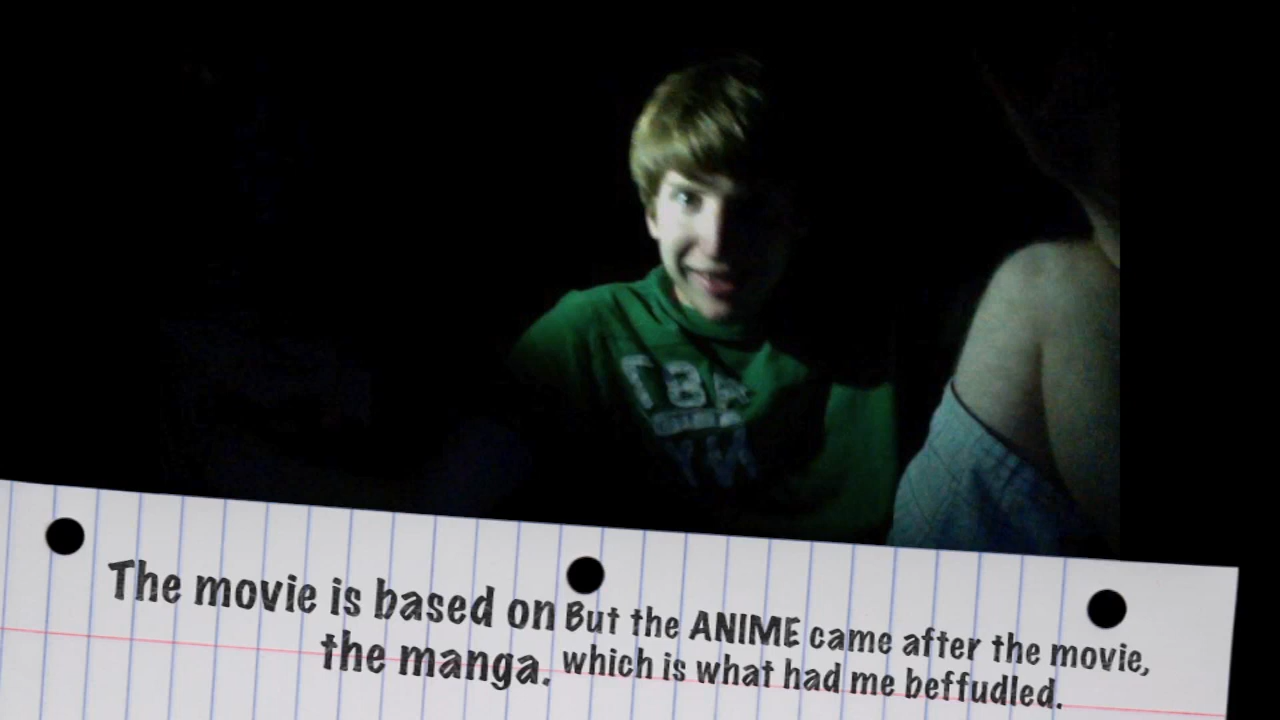 The movie is based on
the manga.
But the ANIME came after the movie,
which is what had me beffudled.